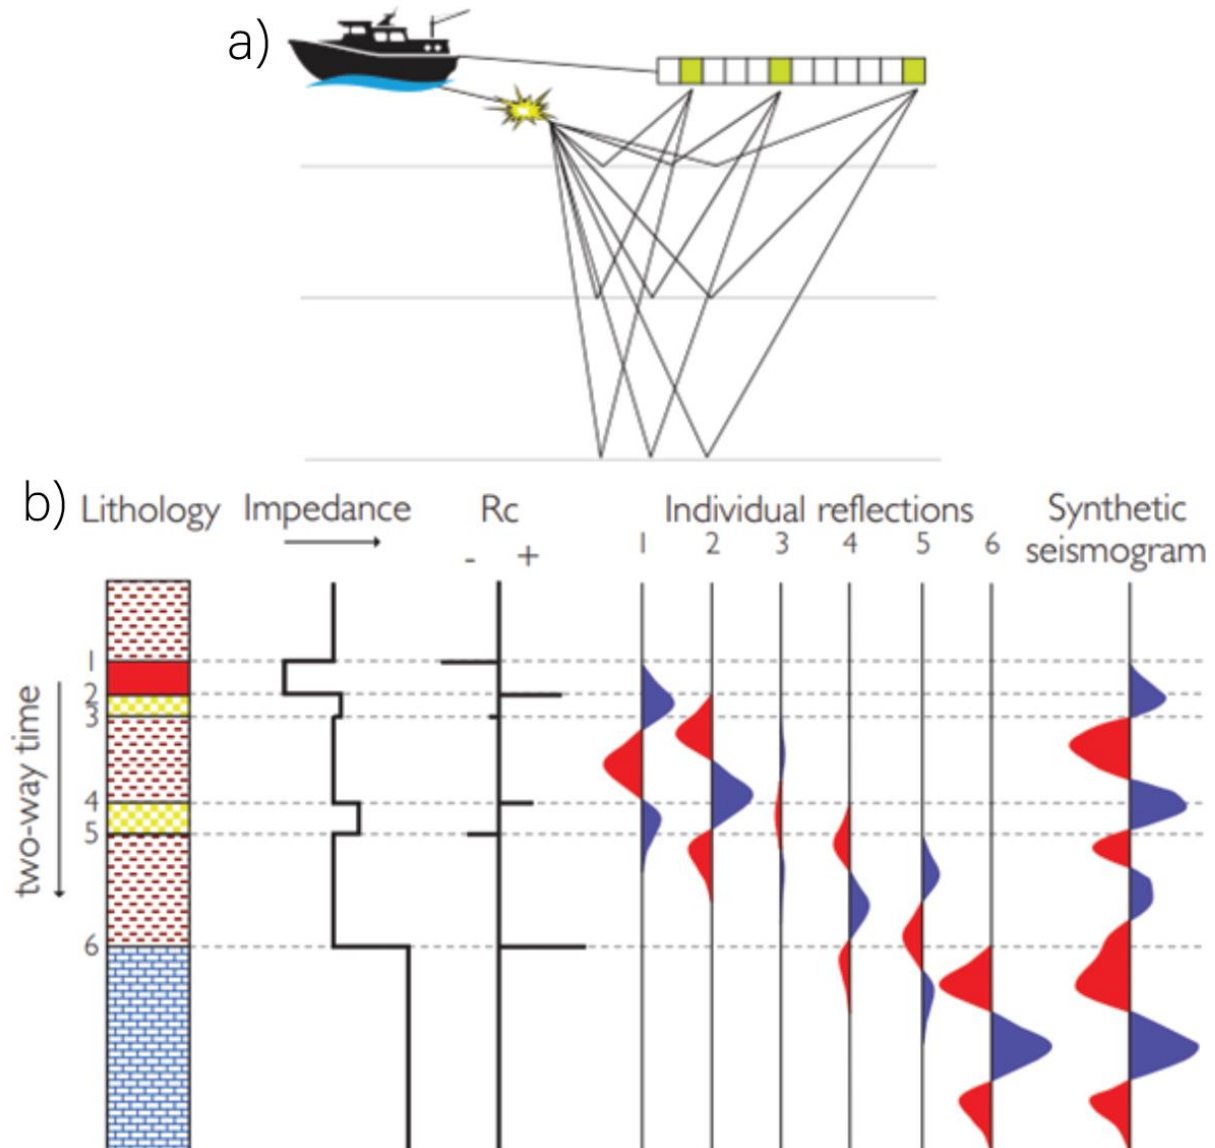 a)
b) Lithology Impedance Rc Individual reflections Synthetic seismogram
- + 1 2 3 4 5 6
two-way time
1
2
3
4
5
6